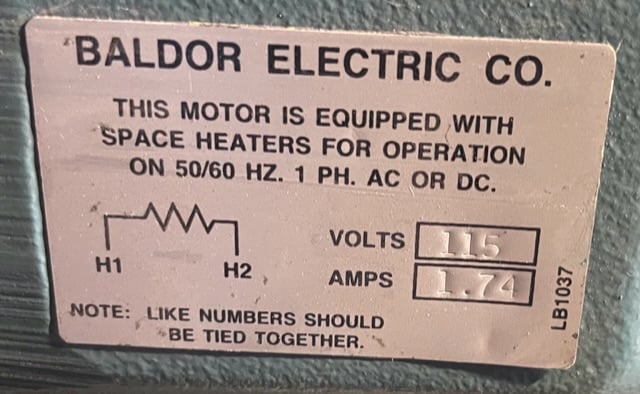 BALDOR ELECTRIC CO.
THIS MOTOR IS EQUIPPED WITH
SPACE HEATERS FOR OPERATION
ON 50/60 HZ. 1 PH. AC OR DC.
H1 H2
VOLTS 115
AMPS 1.74
NOTE: LIKE NUMBERS SHOULD
BE TIED TOGETHER.
LB1037